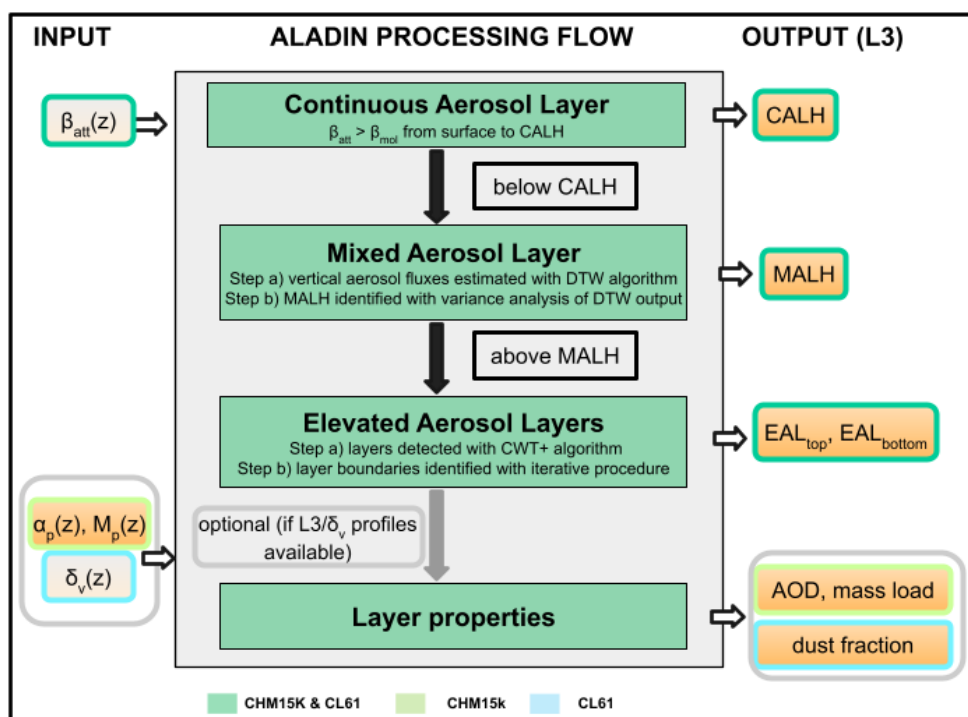 INPUT
ALADIN PROCESSING FLOW
OUTPUT (L3)
β_att(z)
Continuous Aerosol Layer
β_att > β_mol from surface to CALH
CALH
below CALH
Mixed Aerosol Layer
Step a) vertical aerosol fluxes estimated with DTW algorithm
Step b) MALH identified with variance analysis of DTW output
MALH
above MALH
Elevated Aerosol Layers
Step a) layers detected with CWT+ algorithm
Step b) layer boundaries identified with iterative procedure
EAL_top, EAL_bottom
α_p(z), M_p(z)
δ_v(z)
optional (if L3/δ_v profiles
available)
Layer properties
AOD, mass load
dust fraction
CHM15K & CL61
CHM15k
CL61